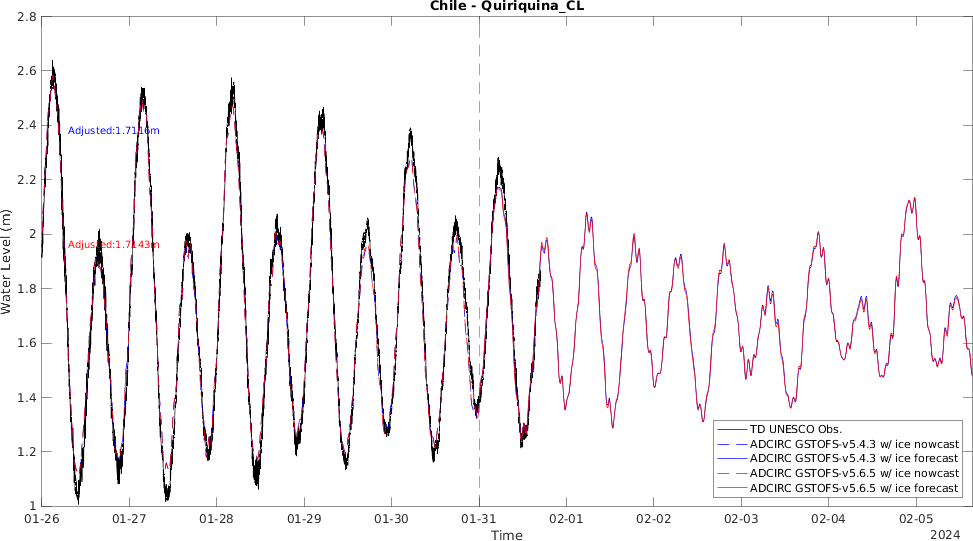 Chile - Quiriquina_CL
2.8
2.6
2.4
2.2
2
1.8
1.6
1.4
1.2
1
Water Level (m)
Adjusted:1.7116m
Adjusted:1.7143m
TD UNESCO Obs.
ADCIRC GSTOFS-v5.4.3 w/ ice nowcast
ADCIRC GSTOFS-v5.4.3 w/ ice forecast
ADCIRC GSTOFS-v5.6.5 w/ ice nowcast
ADCIRC GSTOFS-v5.6.5 w/ ice forecast
01-26 01-27 01-28 01-29 01-30 01-31 02-01 02-02 02-03 02-04 02-05
Time
2024